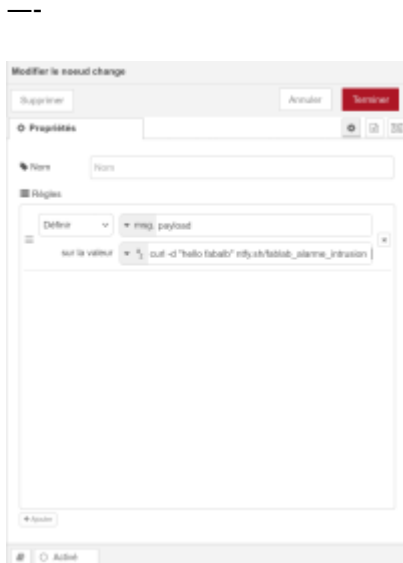 —-
Modifier le noeud change
Supprimer
Annuler
Terminer
Propriétés
Nom
Nom
Règles
Définir
msg. payload
sur la valeur
curl -d "hello fabalb" ntfy.sh/fablab_alarme_intrusion
Ajouter
Activé